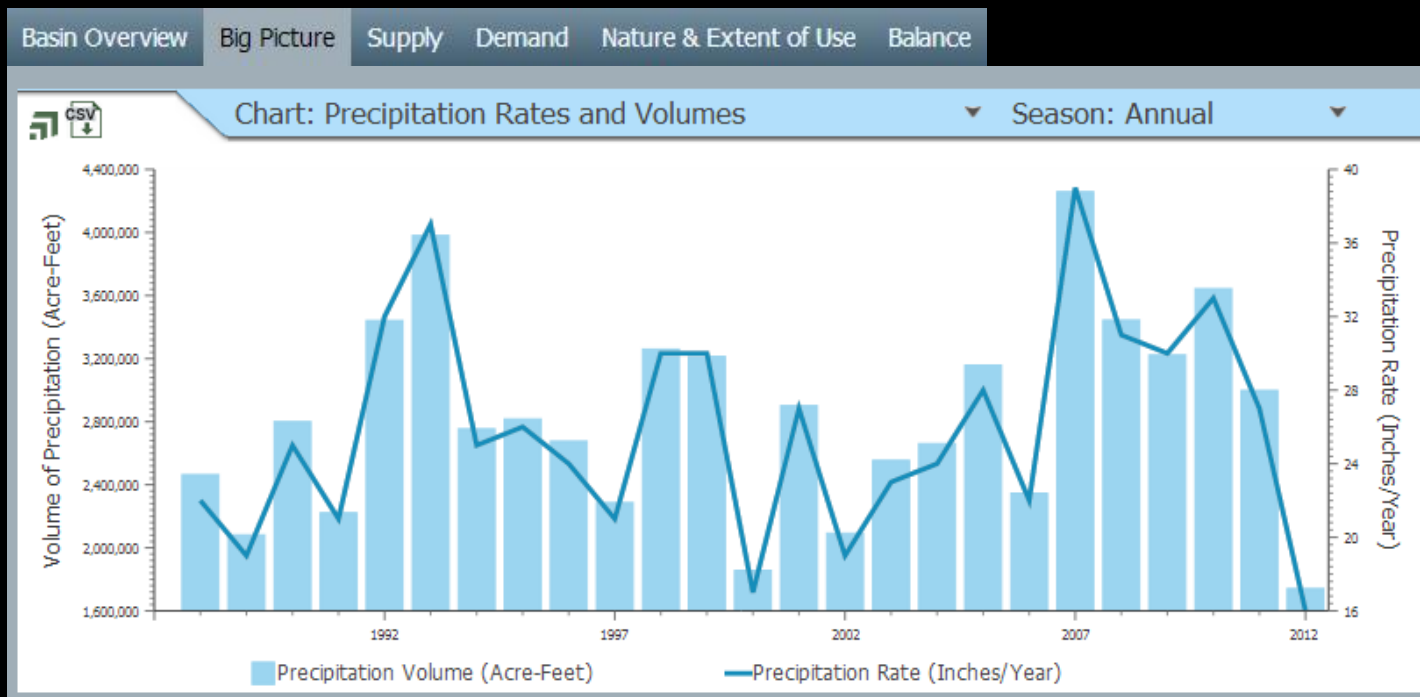 Basin Overview Big Picture Supply Demand Nature & Extent of Use Balance
CSV
Chart: Precipitation Rates and Volumes Season: Annual
Volume of Precipitation (Acre-Feet)
4,400,000
4,000,000
3,600,000
3,200,000
2,800,000
2,400,000
2,000,000
1,600,000
40
36
32
28
24
20
16
Precipitation Rate (Inches/Year)
1992 1997 2002 2007 2012
Precipitation Volume (Acre-Feet) Precipitation Rate (Inches/Year)